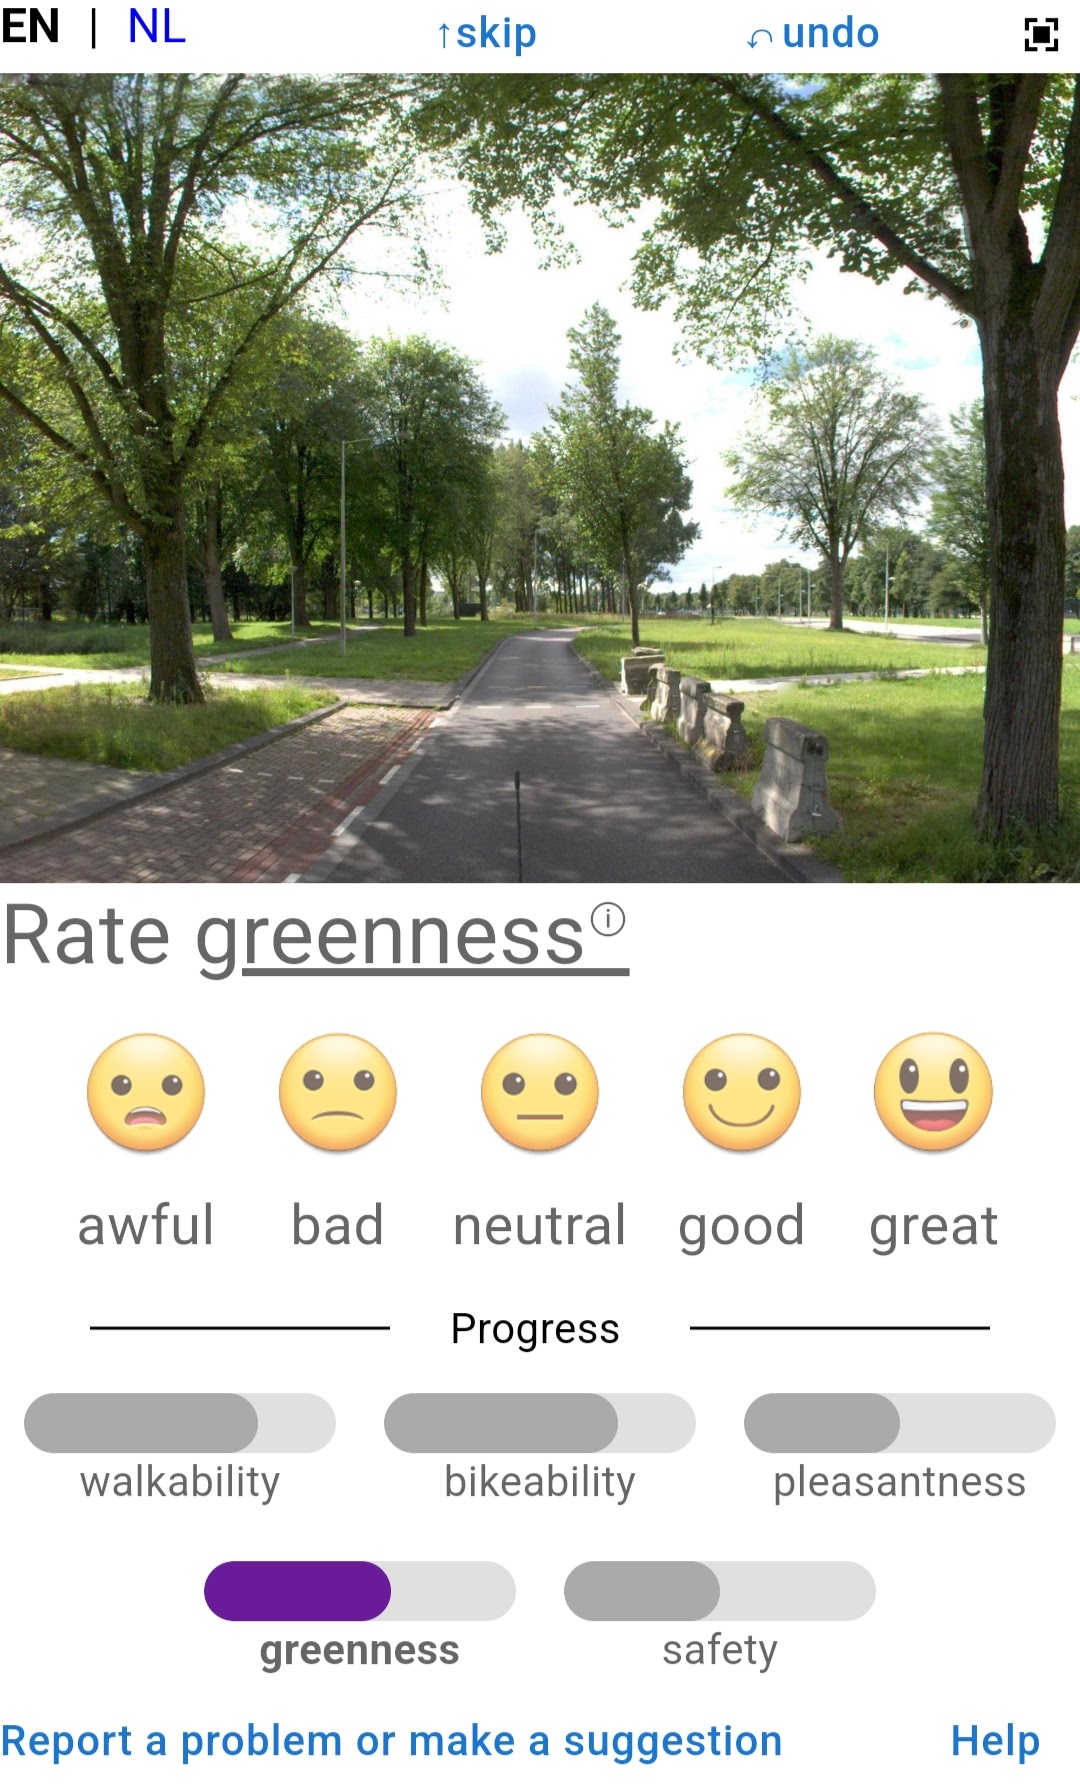 EN | NL ↑skip undo
Rate greenness ⓘ
awful bad neutral good great
Progress
walkability bikeability pleasantness
greenness safety
Report a problem or make a suggestion Help